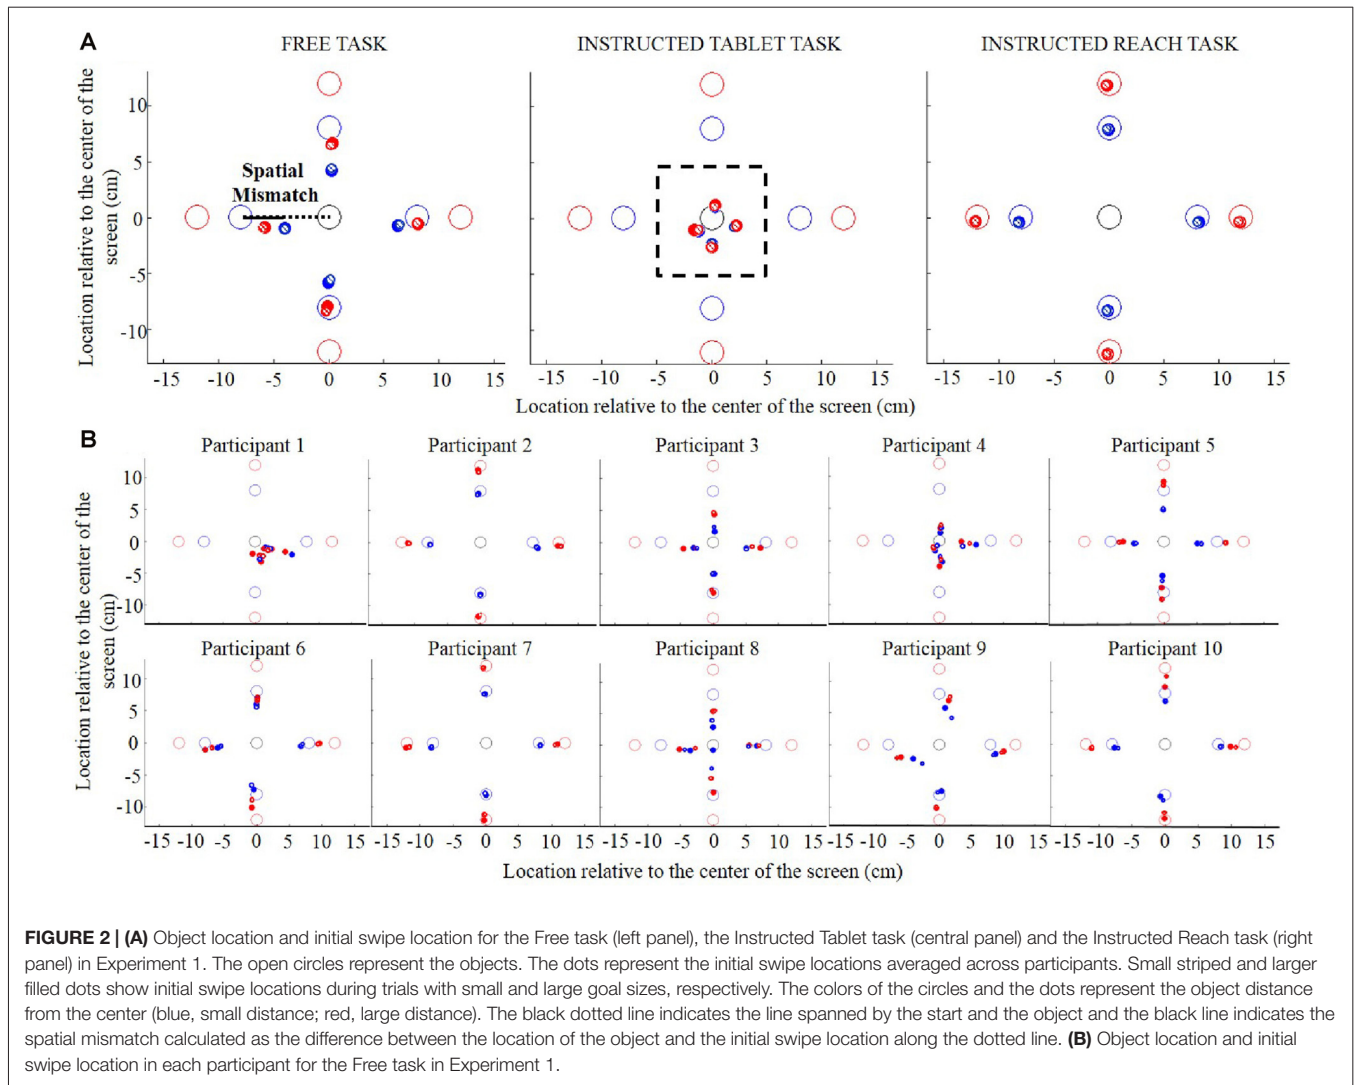 A
FREE TASK
INSTRUCTED TABLET TASK
INSTRUCTED REACH TASK
Location relative to the center of the
screen (cm)
10
5
0
-5
-10
Spatial
Mismatch
-15 -10 -5 0 5 10 15
-15 -10 -5 0 5 10 15
-15 -10 -5 0 5 10 15
Location relative to the center of the screen (cm)
B
Participant 1
Participant 2
Participant 3
Participant 4
Participant 5
Location relative to the center of the
screen (cm)
10
5
0
-5
-10
Participant 6
Participant 7
Participant 8
Participant 9
Participant 10
10
5
0
-5
-10
-15 -10 -5 0 5 10 15 -15 -10 -5 0 5 10 15 -15 -10 -5 0 5 10 15 -15 -10 -5 0 5 10 15 -15 -10 -5 0 5 10 15
Location relative to the center of the screen (cm)
FIGURE 2 | (A) Object location and initial swipe location for the Free task (left panel), the Instructed Tablet task (central panel) and the Instructed Reach task (right
panel) in Experiment 1. The open circles represent the objects. The dots represent the initial swipe locations averaged across participants. Small striped and larger
filled dots show initial swipe locations during trials with small and large goal sizes, respectively. The colors of the circles and the dots represent the object distance
from the center (blue, small distance; red, large distance). The black dotted line indicates the line spanned by the start and the object and the black line indicates the
spatial mismatch calculated as the difference between the location of the object and the initial swipe location along the dotted line. (B) Object location and initial
swipe location in each participant for the Free task in Experiment 1.